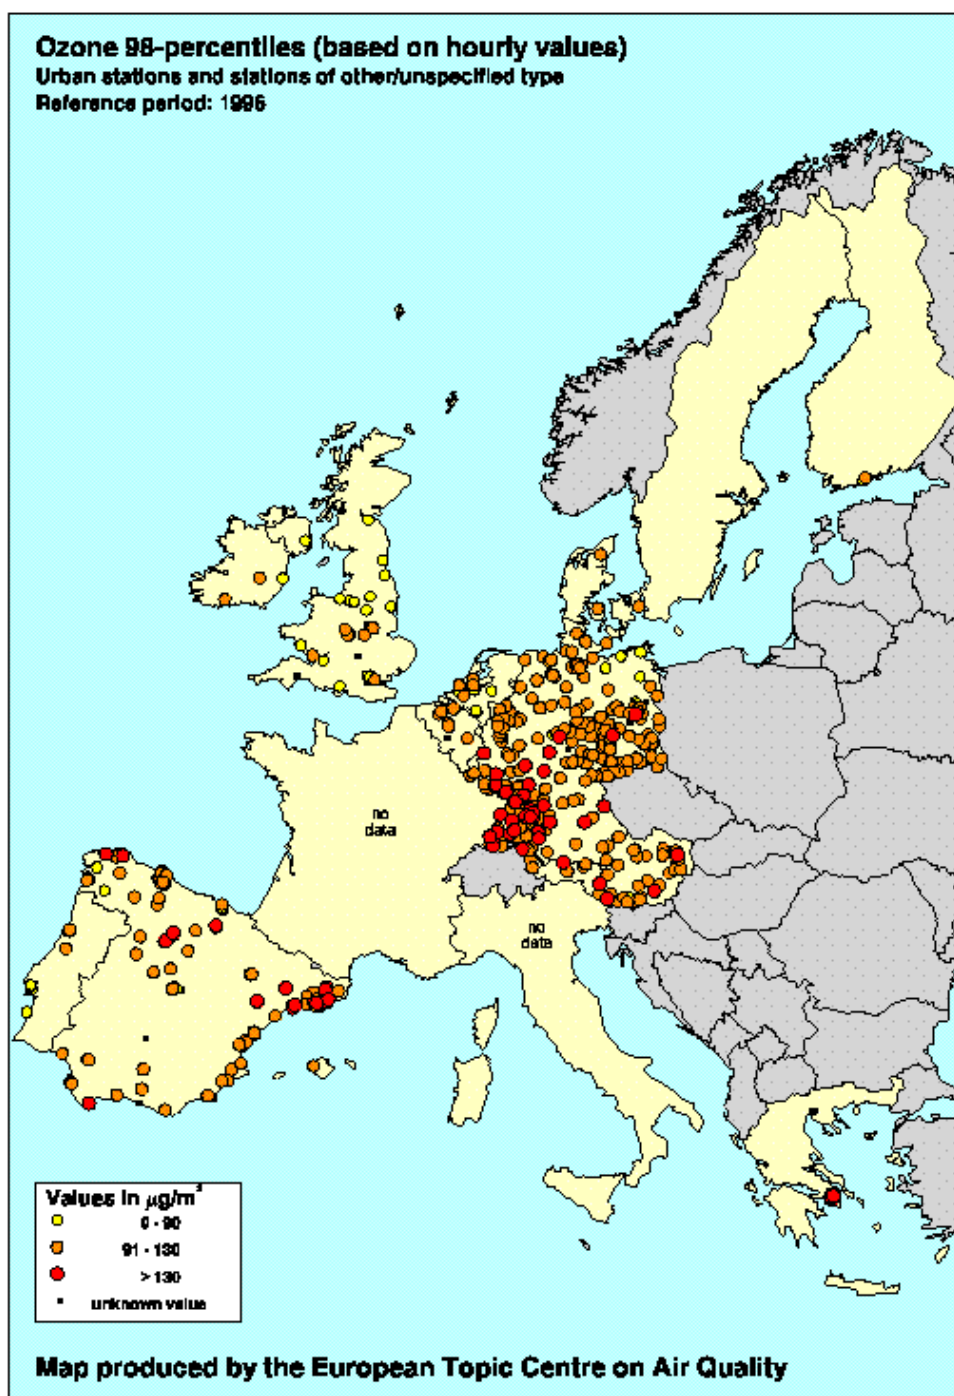 Ozone 98-percentiles (based on hourly values)
Urban stations and stations of other/unspecified type
Reference period: 1996
no
data
no
data
Values in µg/m³
0 - 90
91 - 130
> 130
unknown value
Map produced by the European Topic Centre on Air Quality